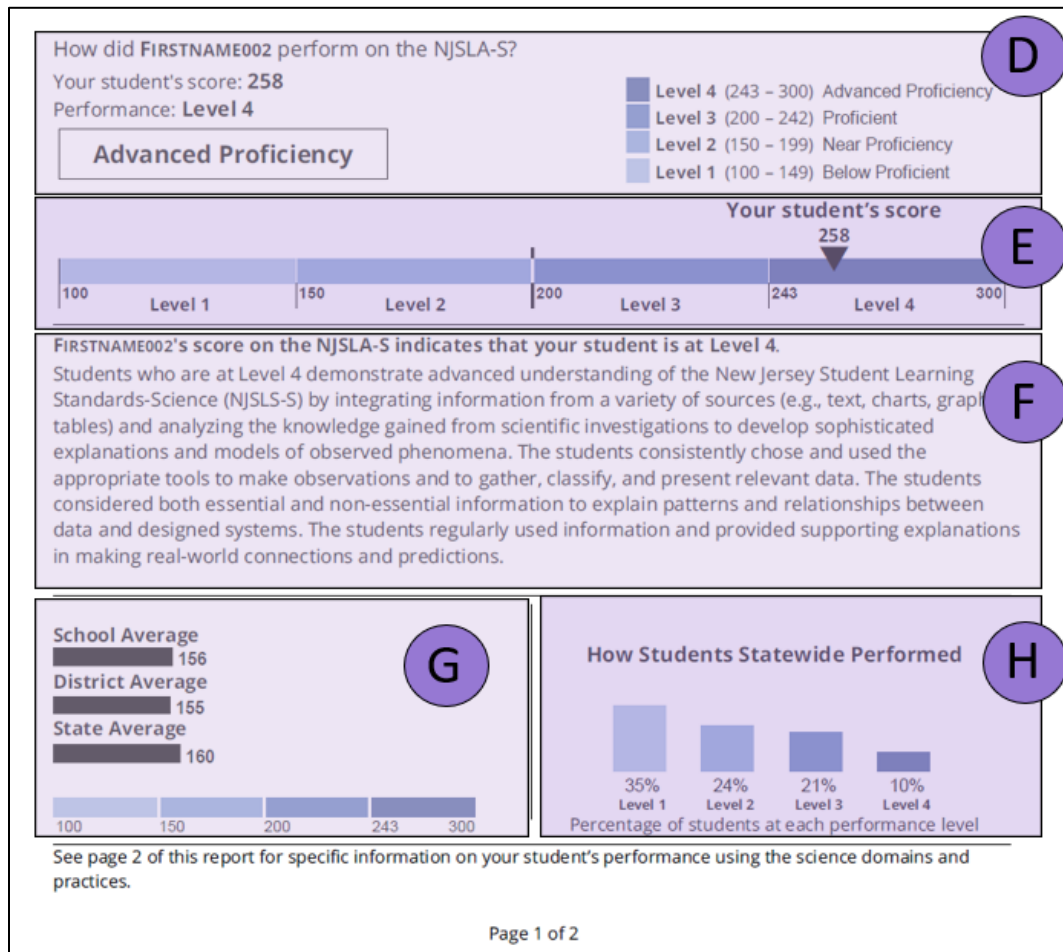 How did FIRSTNAME002 perform on the NJSLA-S?
Your student's score: 258
Performance: Level 4
Advanced Proficiency
Level 4 (243 – 300) Advanced Proficiency
Level 3 (200 – 242) Proficient
Level 2 (150 – 199) Near Proficiency
Level 1 (100 – 149) Below Proficient
D
Your student's score
258
100 150 200 243 300
Level 1 Level 2 Level 3 Level 4
E
FIRSTNAME002's score on the NJSLA-S indicates that your student is at Level 4.
Students who are at Level 4 demonstrate advanced understanding of the New Jersey Student Learning
Standards-Science (NJSLS-S) by integrating information from a variety of sources (e.g., text, charts, graph
tables) and analyzing the knowledge gained from scientific investigations to develop sophisticated
explanations and models of observed phenomena. The students consistently chose and used the
appropriate tools to make observations and to gather, classify, and present relevant data. The students
considered both essential and non-essential information to explain patterns and relationships between
data and designed systems. The students regularly used information and provided supporting explanations
in making real-world connections and predictions.
F
School Average
156
District Average
155
State Average
160
100 150 200 243 300
G
How Students Statewide Performed
35% 24% 21% 10%
Level 1 Level 2 Level 3 Level 4
Percentage of students at each performance level
H
See page 2 of this report for specific information on your student's performance using the science domains and
practices.
Page 1 of 2